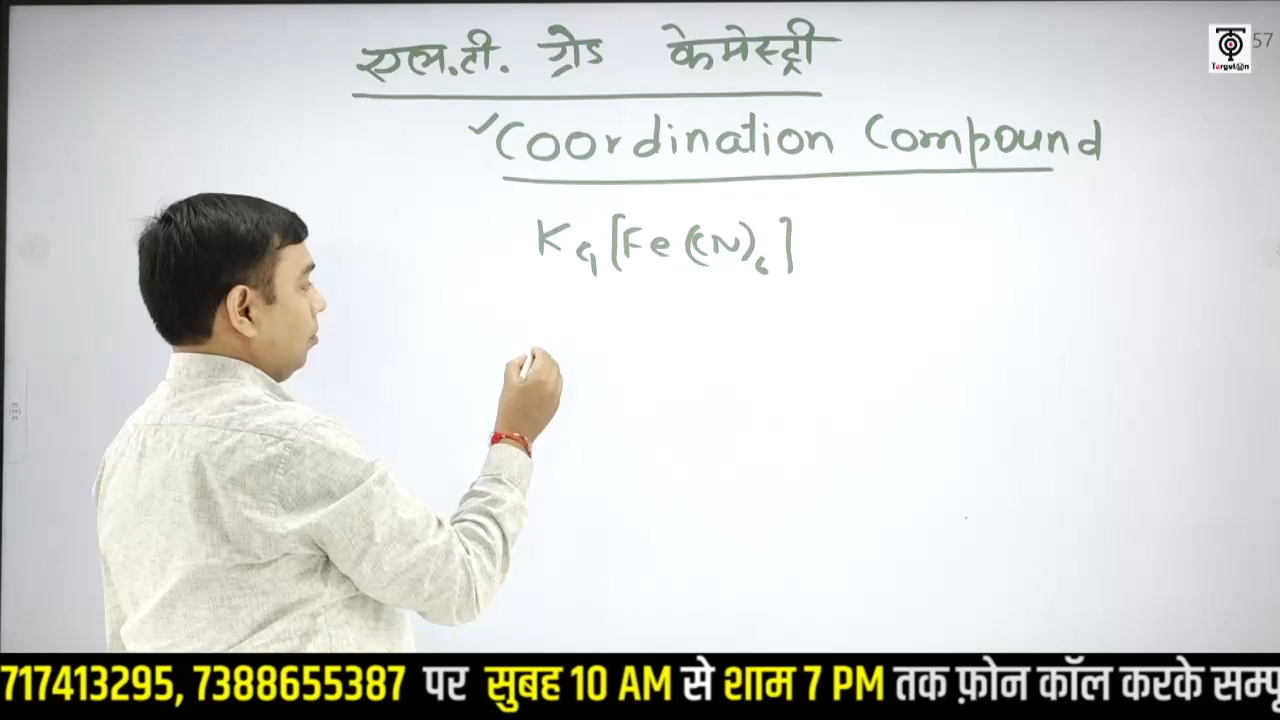 एल.टी. ग्रेड केमेस्ट्री
57
Targeton
Coordination Compound
K4[Fe(CN)6]
717413295, 7388655387 पर सुबह 10 AM से शाम 7 PM तक फ़ोन कॉल करके सम्पू